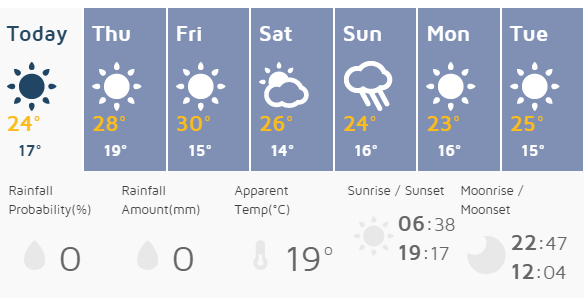 Today Thu Fri Sat Sun Mon Tue
24° 28° 30° 26° 24° 23° 25°
17° 19° 15° 14° 16° 16° 15°
Rainfall Probability(%)
0
Rainfall Amount(mm)
0
Apparent Temp(°C)
19°
Sunrise / Sunset
06:38
19:17
Moonrise / Moonset
22:47
12:04